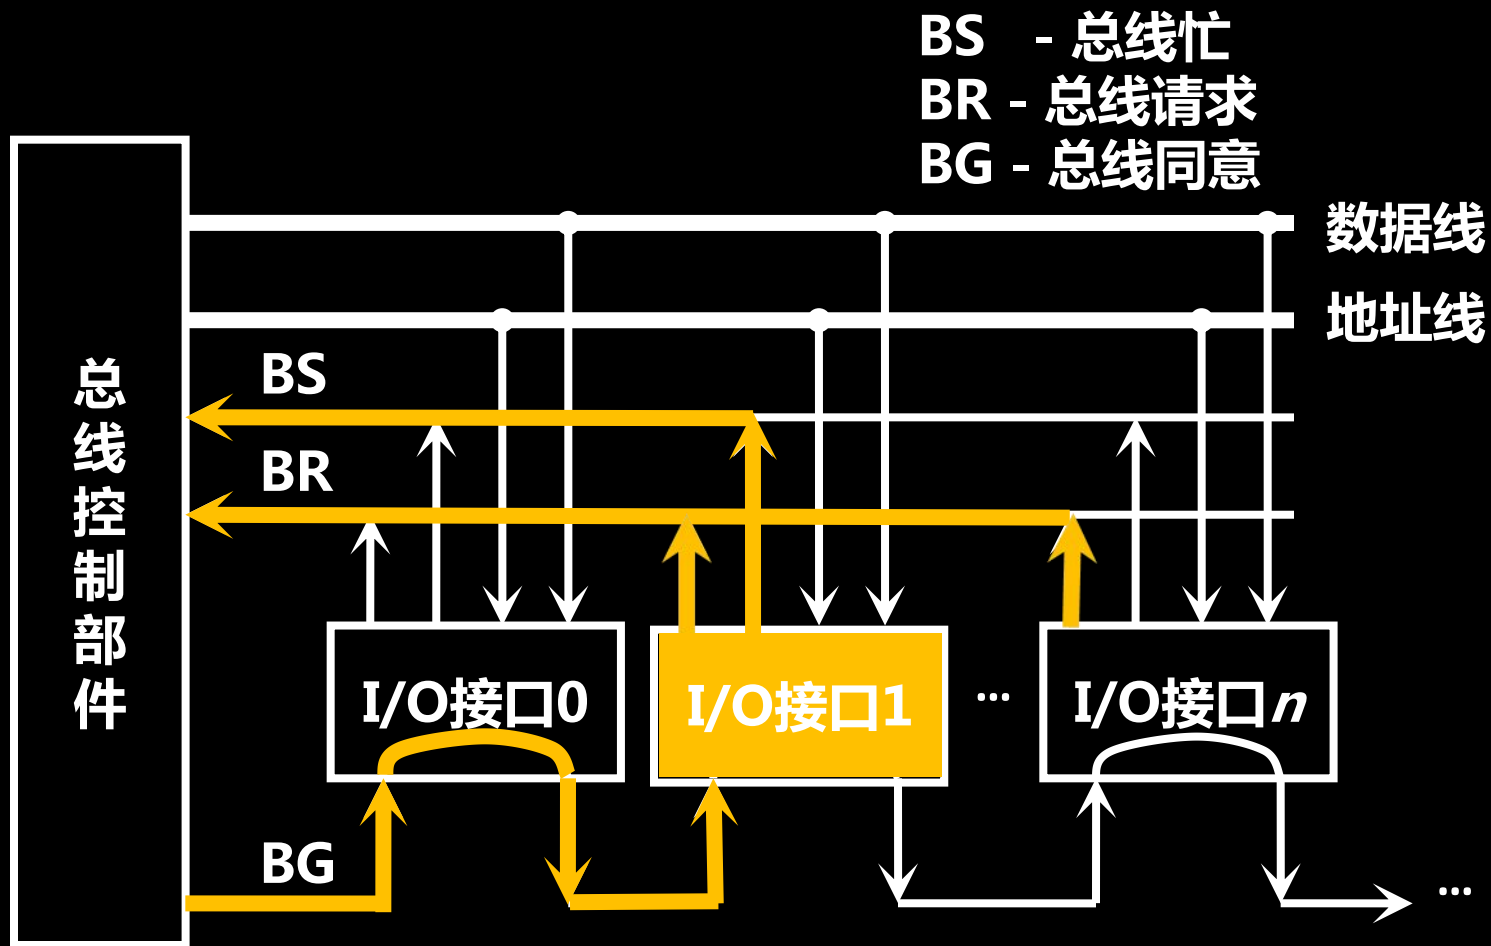 BS - 总线忙
BR - 总线请求
BG - 总线同意
数据线
地址线
总线控制部件
BS
BR
I/O接口0
I/O接口1
...
I/O接口n
BG
...